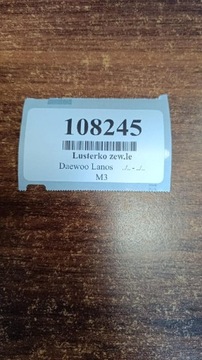 108245
Lusterko zew.le
Daewoo Lanos ../.. - ../..
M3